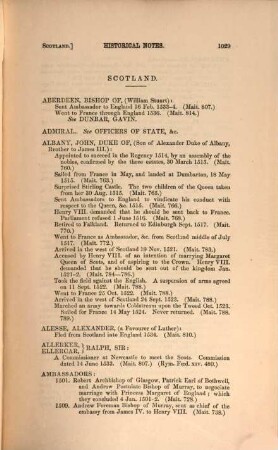 SCOTLAND.] HISTORICAL NOTES. 1029
SCOTLAND.
ABERDEEN, BISHOP OF, (William Stuart):
Sent Ambassador to England 16 Feb. 1533-4. (Mait. 807.)
Went to France through England 1536. (Mait. 814.)
See DUNBAR, GAVIN.
ADMIRAL. See OFFICERS OF STATE, &c.
ALBANY, JOHN, DUKE OF, (Son of Alexander Duke of Albany,
Brother to James III.):
Appointed to succeed in the Regency 1514, by an assembly of the
nobles, confirmed by the three estates, 30 March 1515. (Mait.
760.)
Sailed from France in May, and landed at Dumbarton, 18 May
1515. (Mait. 763.)
Surprised Stirling Castle. The two children of the Queen taken
from her 20 Aug. 1515. (Mait. 765.)
Sent Ambassadors to England to vindicate his conduct with
respect to the Queen, &c. 1515. (Mait. 766.)
Henry VIII. demanded that he should be sent back to France.
Parliament refused 1 June 1516. (Mait. 768.)
Retired to Falkland. Returned to Edinburgh Sept. 1517. (Mait.
770.)
Went to France as Ambassador, &c. from Scotland middle of July
1517. (Mait. 772.)
Arrived in the west of Scotland 19 Nov. 1521. (Mait. 783.)
Accused by Henry VIII. of an intention of marrying Margaret
Queen of Scots, and of aspiring to the Crown. Henry VIII.
demanded that he should be sent out of the kingdom Jan.
1521-2. (Mait. 784—785.)
Took the field against the English. A suspension of arms agreed
on 11 Sept. 1522. (Mait. 786.)
Went to France 25 Oct. 1522. (Mait. 786.)
Arrived in the west of Scotland 24 Sept. 1523. (Mait. 788.)
Marched an army towards Coldstream upon the Tweed Oct. 1523.
Sailed for France 14 May 1524. Never returned. (Mait. 788.
789.)
ALESSE, ALEXANDER, (a Favourer of Luther):
Fled from Scotland into England 1534. (Mait. 810.)
ALLERKER, } RALPH, SIR:
ELLERCAR,
A Commissioner at Newcastle to meet the Scots. Commission
dated 14 June 1533. (Mait. 807.) (Rym. Fœd. xiv. 480.)
AMBASSADORS:
1501. Robert Archbishop of Glasgow, Patrick Earl of Bothwell, and
Andrew Postulate Bishop of Murray, to negociate
marriage with Princess Margaret of England; which
they concluded 4 Jan. 1501-2. (Mait. 728.)
1509. Andrew Foreman Bishop of Murray, sent as chief of the
embassy from James IV. to Henry VIII. (Mait. 738.)